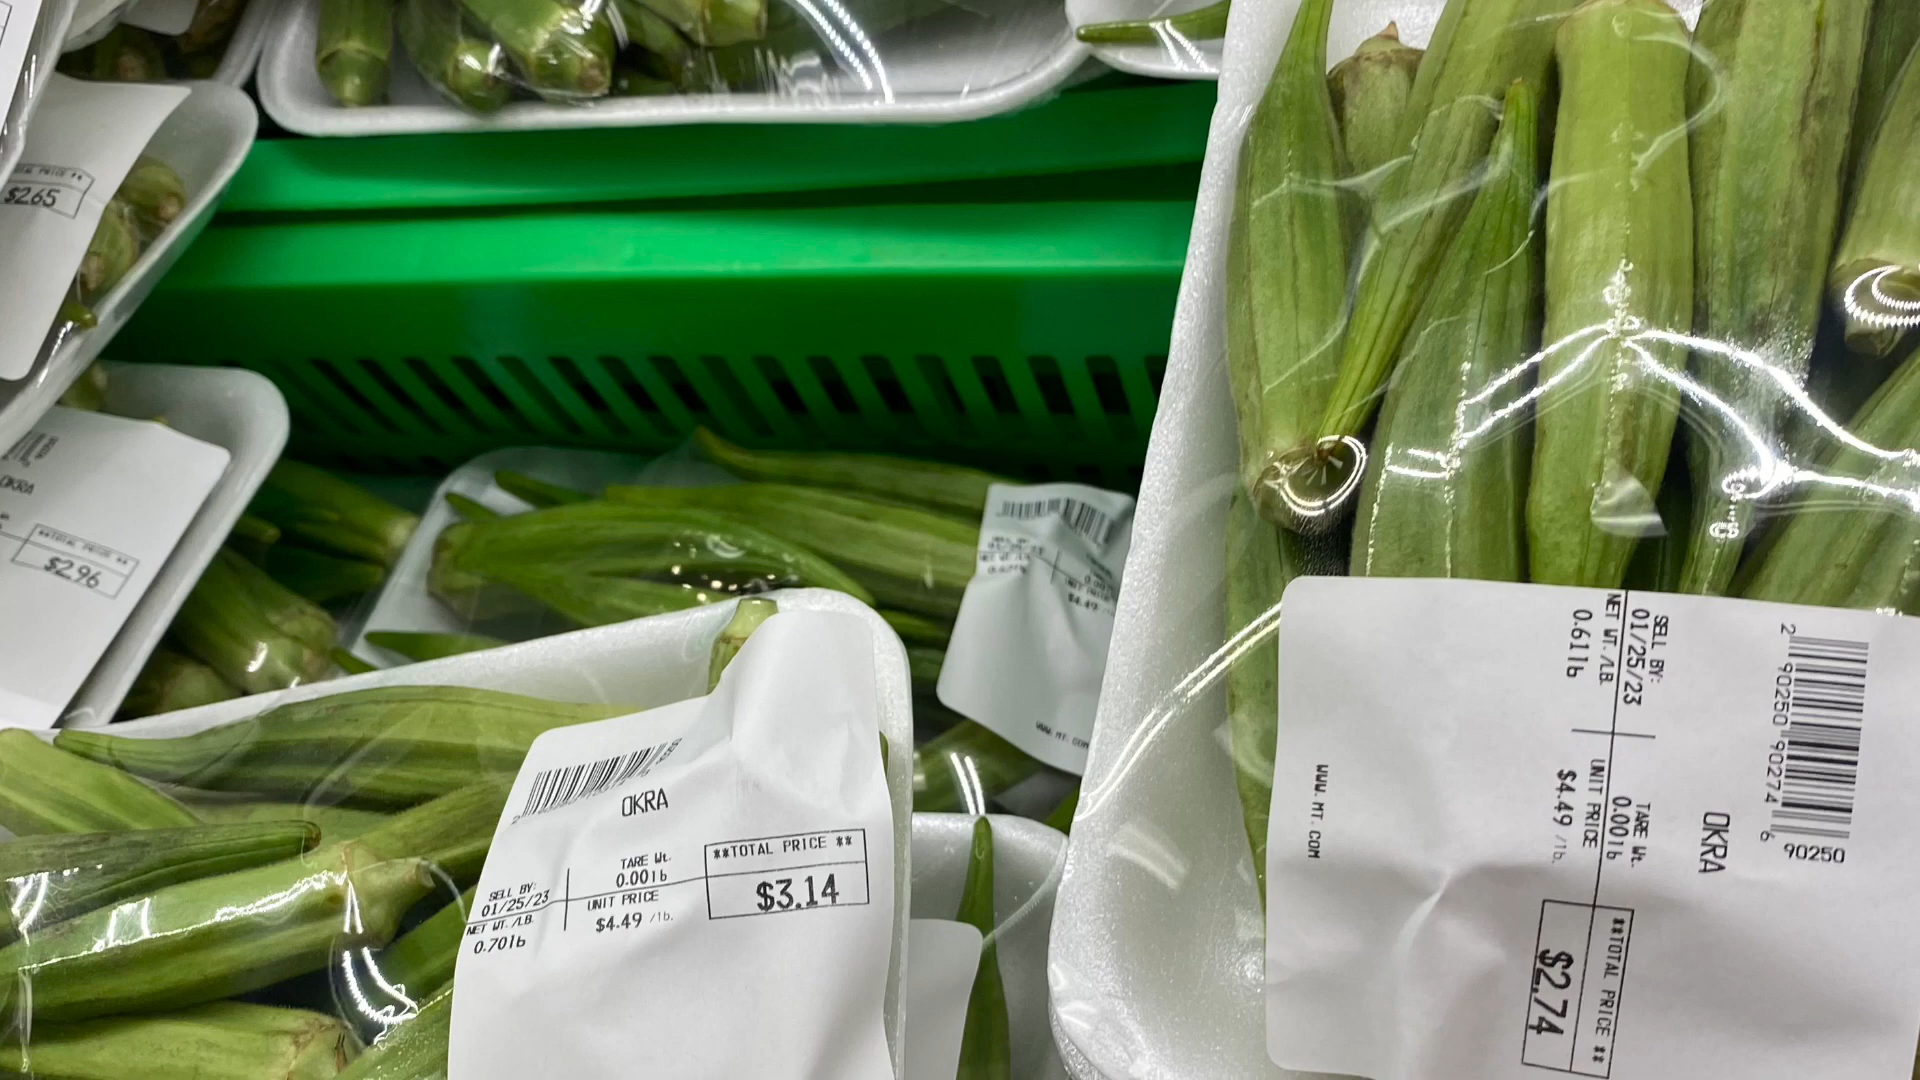 $2.65
OKRA
**TOTAL PRICE **
$2.96
$4.49
WWW.MT.COM
OKRA
SELL BY:
01/25/23
NET WT./LB.
0.70lb
TARE Wt.
0.00lb
UNIT PRICE
$4.49 /lb.
**TOTAL PRICE **
$3.14
2 90250 90274 6
90250
OKRA
SELL BY:
01/25/23
NET WT./LB.
0.61lb
TARE Wt.
0.00lb
UNIT PRICE
$4.49 /lb.
**TOTAL PRICE **
$2.74
WWW.MT.COM